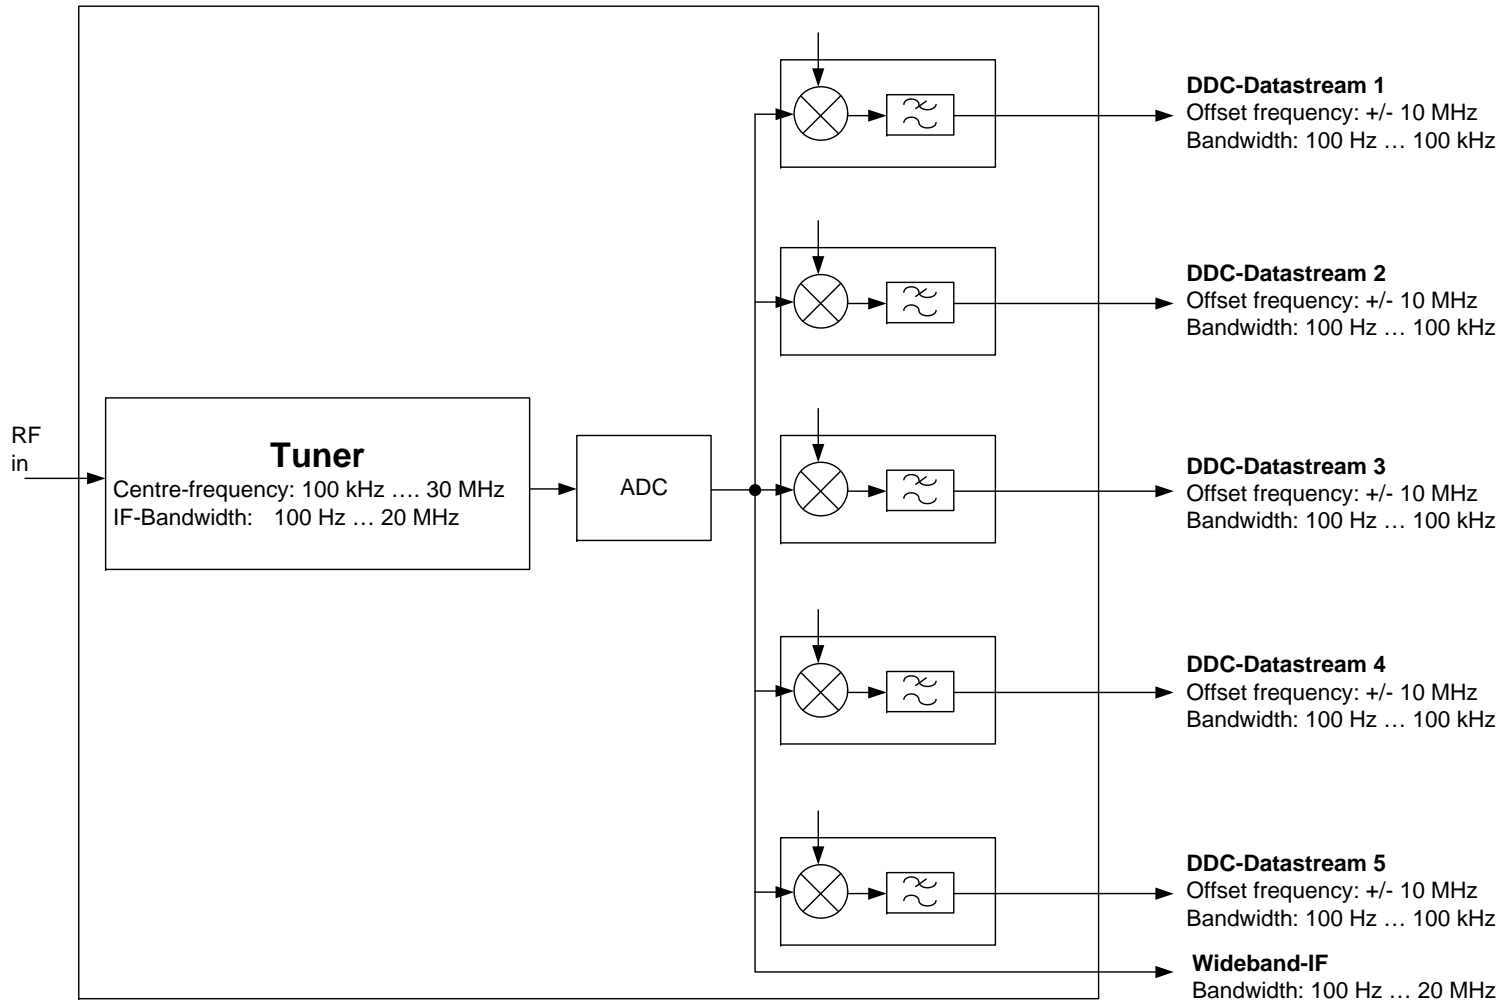 DDC-Datastream 1
Offset frequency: +/- 10 MHz
Bandwidth: 100 Hz … 100 kHz
DDC-Datastream 2
Offset frequency: +/- 10 MHz
Bandwidth: 100 Hz … 100 kHz
RF
in
Tuner
Centre-frequency: 100 kHz …. 30 MHz
IF-Bandwidth: 100 Hz … 20 MHz
ADC
DDC-Datastream 3
Offset frequency: +/- 10 MHz
Bandwidth: 100 Hz … 100 kHz
DDC-Datastream 4
Offset frequency: +/- 10 MHz
Bandwidth: 100 Hz … 100 kHz
DDC-Datastream 5
Offset frequency: +/- 10 MHz
Bandwidth: 100 Hz … 100 kHz
Wideband-IF
Bandwidth: 100 Hz … 20 MHz